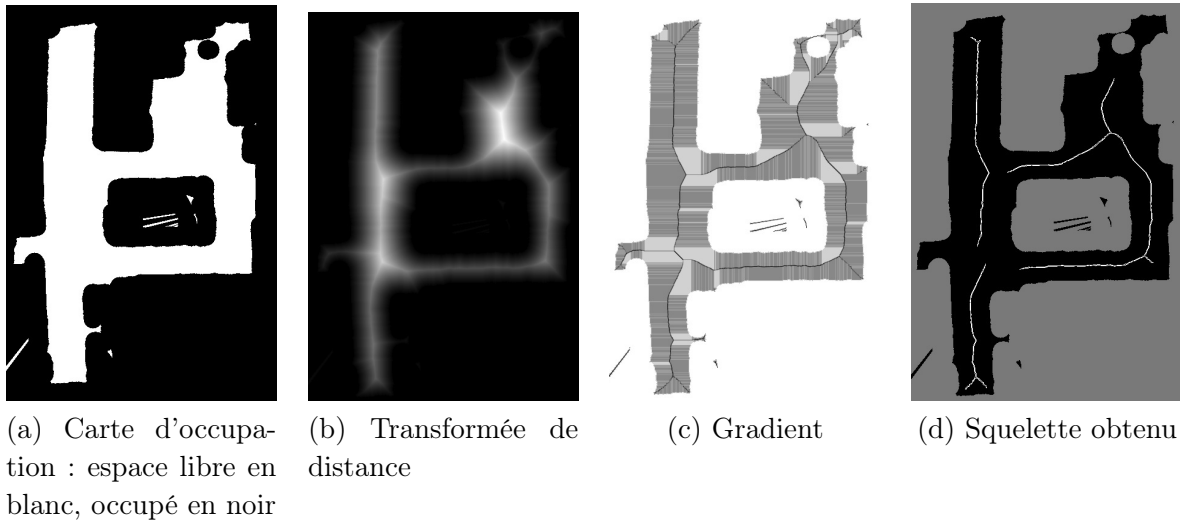 (a) Carte d'occupa-
tion : espace libre en
blanc, occupé en noir
(b) Transformée de
distance
(c) Gradient
(d) Squelette obtenu